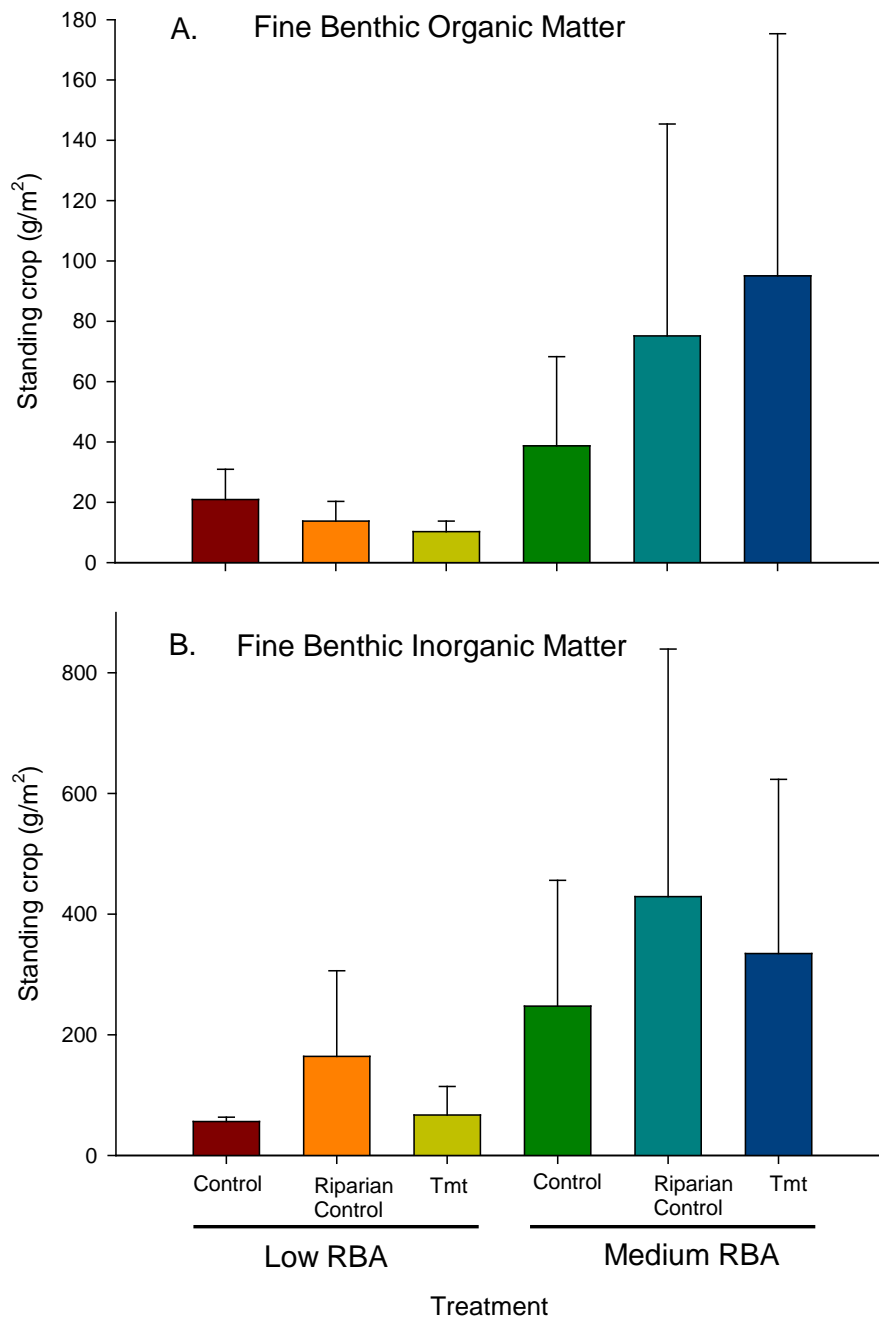 A. Fine Benthic Organic Matter
180
160
140
120
100
80
60
40
20
0
Standing crop (g/m²)
B. Fine Benthic Inorganic Matter
800
600
400
200
0
Standing crop (g/m²)
Control Riparian Tmt Control Riparian Tmt
Control Control
Low RBA Medium RBA
Treatment